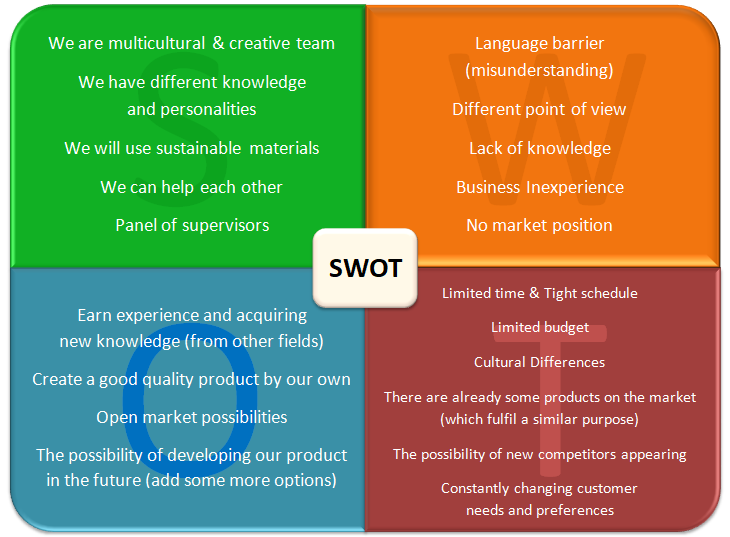 S
We are multicultural & creative team
We have different knowledge
and personalities
We will use sustainable materials
We can help each other
Panel of supervisors
W
Language barrier
(misunderstanding)
Different point of view
Lack of knowledge
Business Inexperience
No market position
SWOT
O
Earn experience and acquiring
new knowledge (from other fields)
Create a good quality product by our own
Open market possibilities
The possibility of developing our product
in the future (add some more options)
T
Limited time & Tight schedule
Limited budget
Cultural Differences
There are already some products on the market
(which fulfil a similar purpose)
The possibility of new competitors appearing
Constantly changing customer
needs and preferences